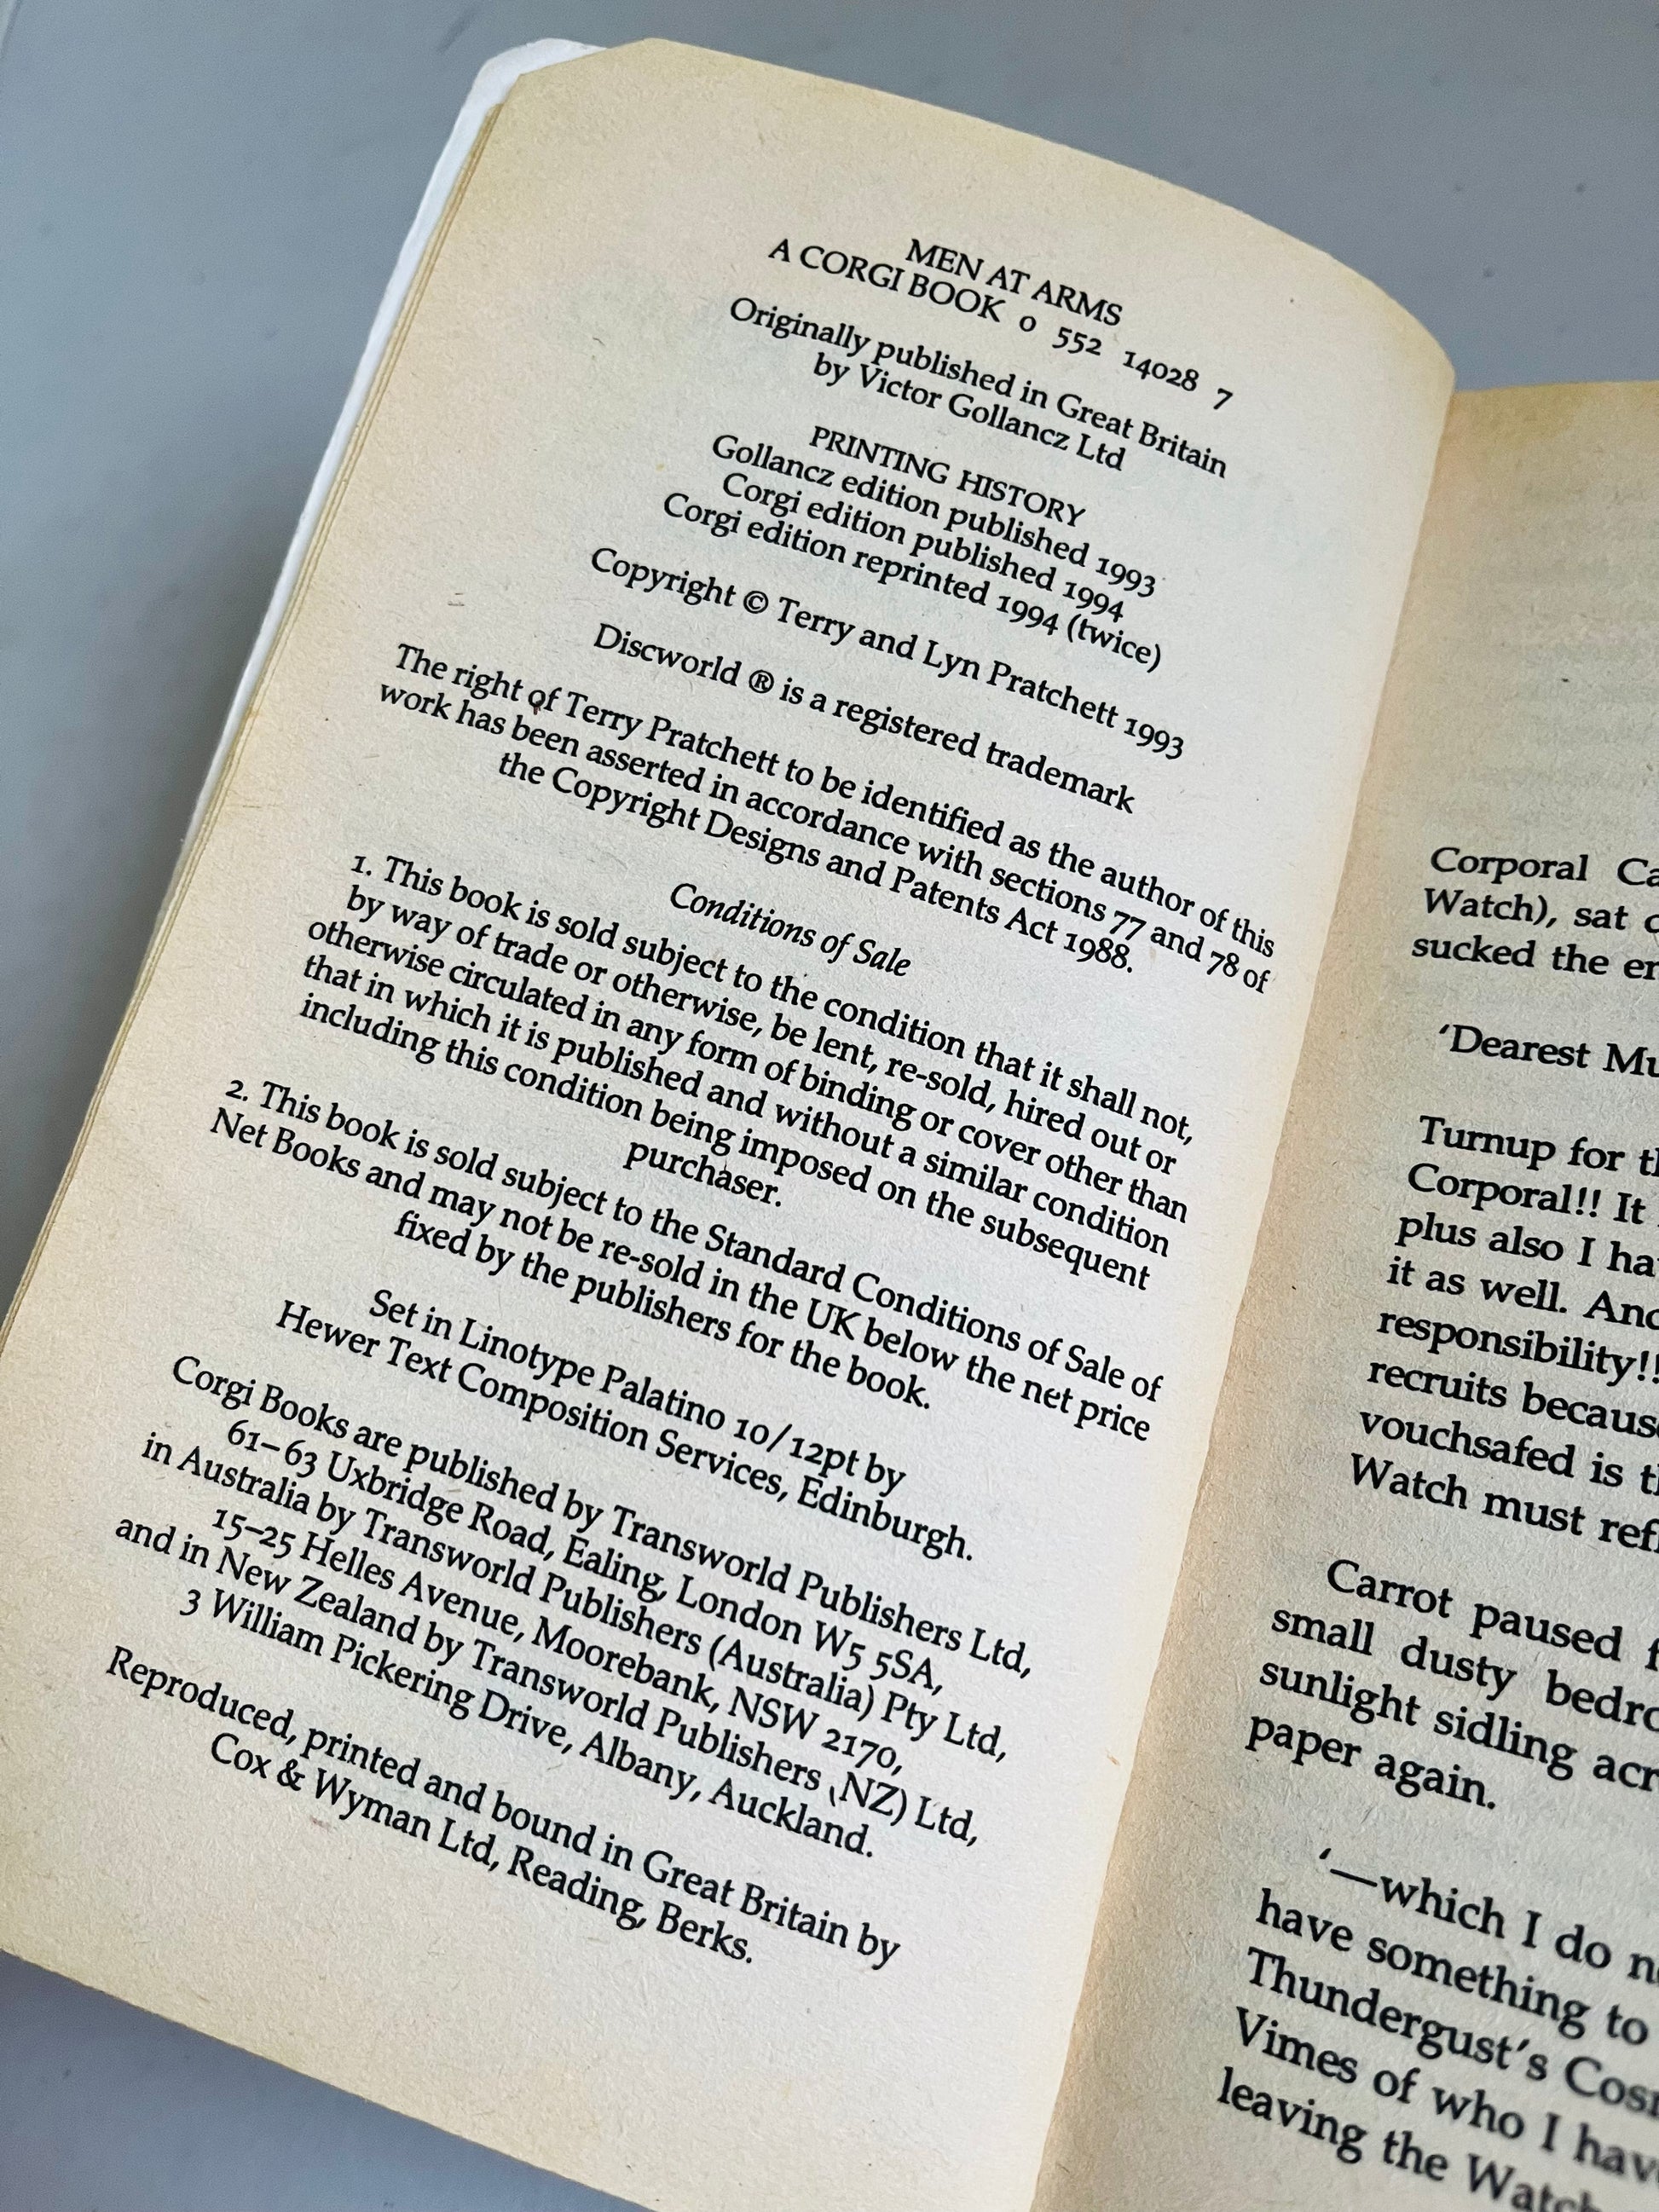 MEN AT ARMS
A CORGI BOOK 0 552 14028 7
Originally published in Great Britain
by Victor Gollancz Ltd
PRINTING HISTORY
Gollancz edition published 1993
Corgi edition published 1994
Corgi edition reprinted 1994 (twice)
Copyright © Terry and Lyn Pratchett 1993
Discworld ® is a registered trademark
The right of Terry Pratchett to be identified as the author of this
work has been asserted in accordance with sections 77 and 78 of
the Copyright Designs and Patents Act 1988.
Conditions of Sale
1. This book is sold subject to the condition that it shall not,
by way of trade or otherwise, be lent, re-sold, hired out or
otherwise circulated in any form of binding or cover other than
that in which it is published and without a similar condition
including this condition being imposed on the subsequent
purchaser.
2. This book is sold subject to the Standard Conditions of Sale of
Net Books and may not be re-sold in the UK below the net price
fixed by the publishers for the book.
Set in Linotype Palatino 10/12pt by
Hewer Text Composition Services, Edinburgh.
Corgi Books are published by Transworld Publishers Ltd,
61–63 Uxbridge Road, Ealing, London W5 5SA,
in Australia by Transworld Publishers (Australia) Pty Ltd,
15–25 Helles Avenue, Moorebank, NSW 2170,
and in New Zealand by Transworld Publishers (NZ) Ltd,
3 William Pickering Drive, Albany, Auckland.
Reproduced, printed and bound in Great Britain by
Cox & Wyman Ltd, Reading, Berks.
Corporal Ca
Watch), sat
sucked the
'Dearest
Turnup for
Corporal!! It
plus also I
it as well.
responsibility!!
recruits
vouchsafed is
Watch must
Carrot paused
small dusty
sunlight sidling
paper again.
'—which I do
have something to
Thundergust's
Vimes of who I
leaving the